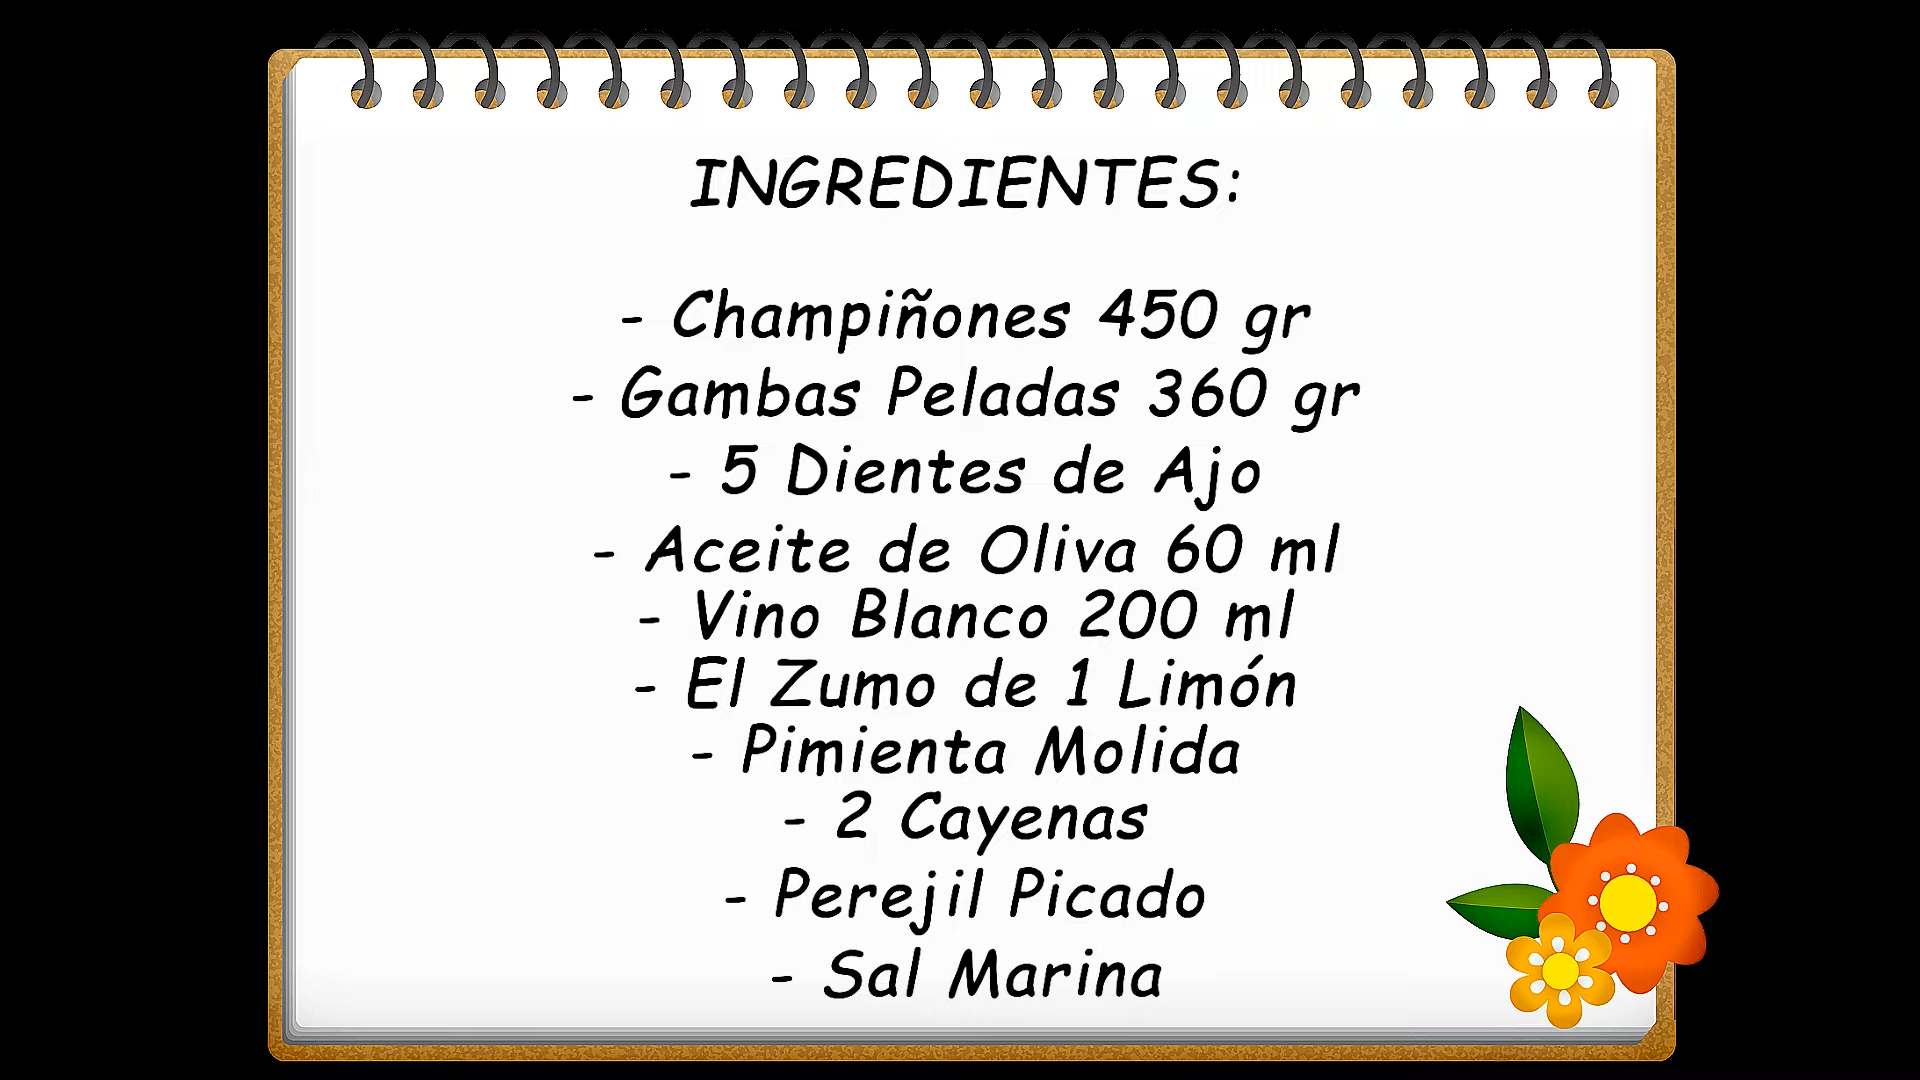 INGREDIENTES:
- Champiñones 450 gr
- Gambas Peladas 360 gr
- 5 Dientes de Ajo
- Aceite de Oliva 60 ml
- Vino Blanco 200 ml
- El Zumo de 1 Limón
- Pimienta Molida
- 2 Cayenas
- Perejil Picado
- Sal Marina